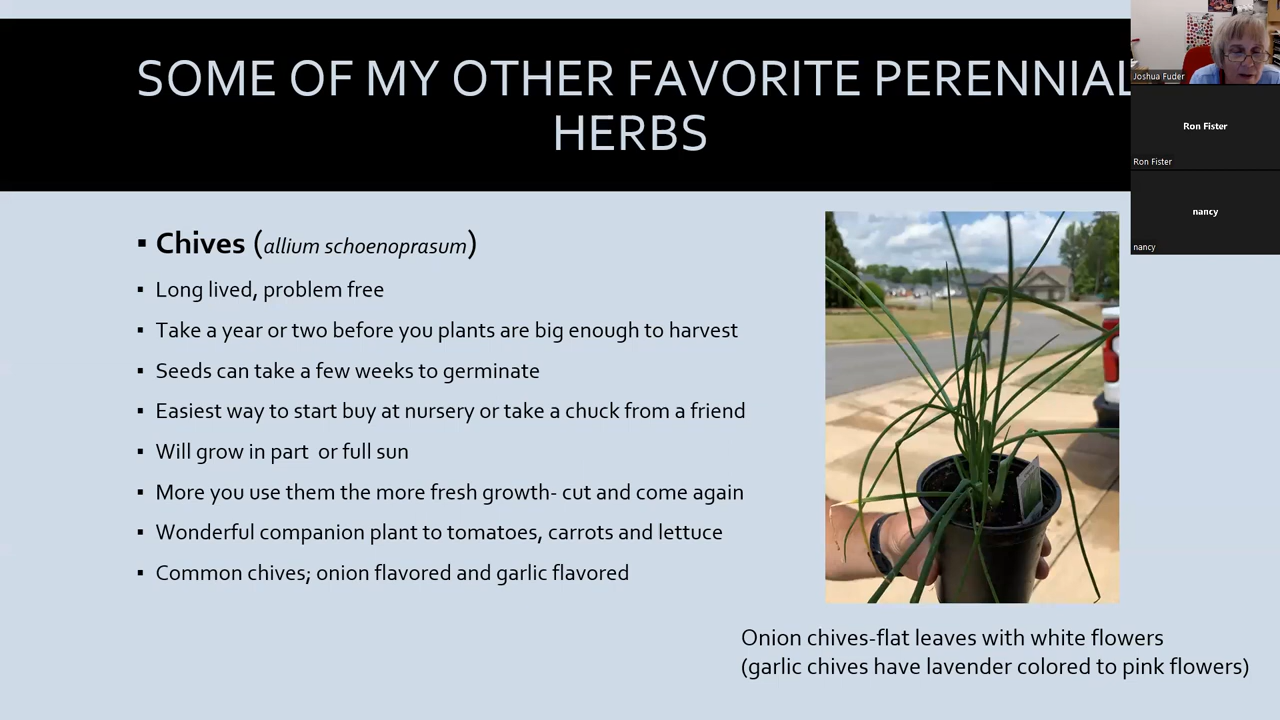 SOME OF MY OTHER FAVORITE PERENNIAL
HERBS
▪ Chives (allium schoenoprasum)
▪ Long lived, problem free
▪ Take a year or two before you plants are big enough to harvest
▪ Seeds can take a few weeks to germinate
▪ Easiest way to start buy at nursery or take a chuck from a friend
▪ Will grow in part or full sun
▪ More you use them the more fresh growth- cut and come again
▪ Wonderful companion plant to tomatoes, carrots and lettuce
▪ Common chives; onion flavored and garlic flavored
Onion chives-flat leaves with white flowers
(garlic chives have lavender colored to pink flowers)
Joshua Fuder
Ron Fister
Ron Fister
nancy
nancy